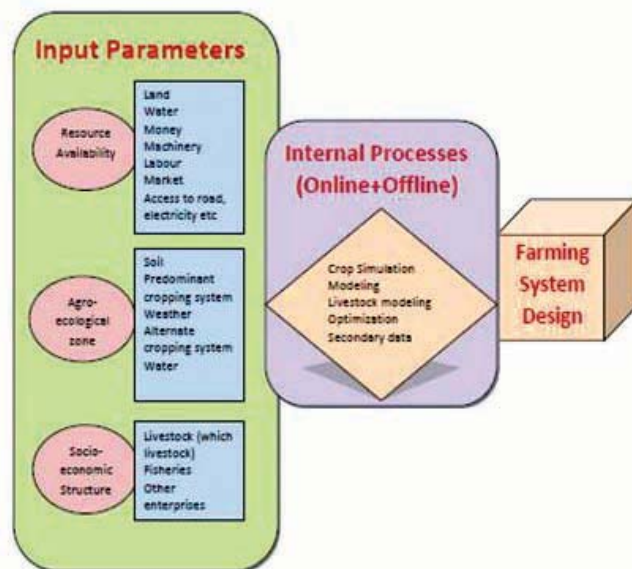 Input Parameters
Resource
Availability
Land
Water
Money
Machinery
Labour
Market
Access to road,
electricity etc
Agro-
ecological
zone
Soil
Predominant
cropping system
Weather
Alternate
cropping system
Water
Socio-
economic
Structure
Livestock (which
livestock)
Fisheries
Other
enterprises
Internal Processes
(Online+Offline)
Crop Simulation
Modeling
Livestock modeling
Optimization
Secondary data
Farming
System
Design